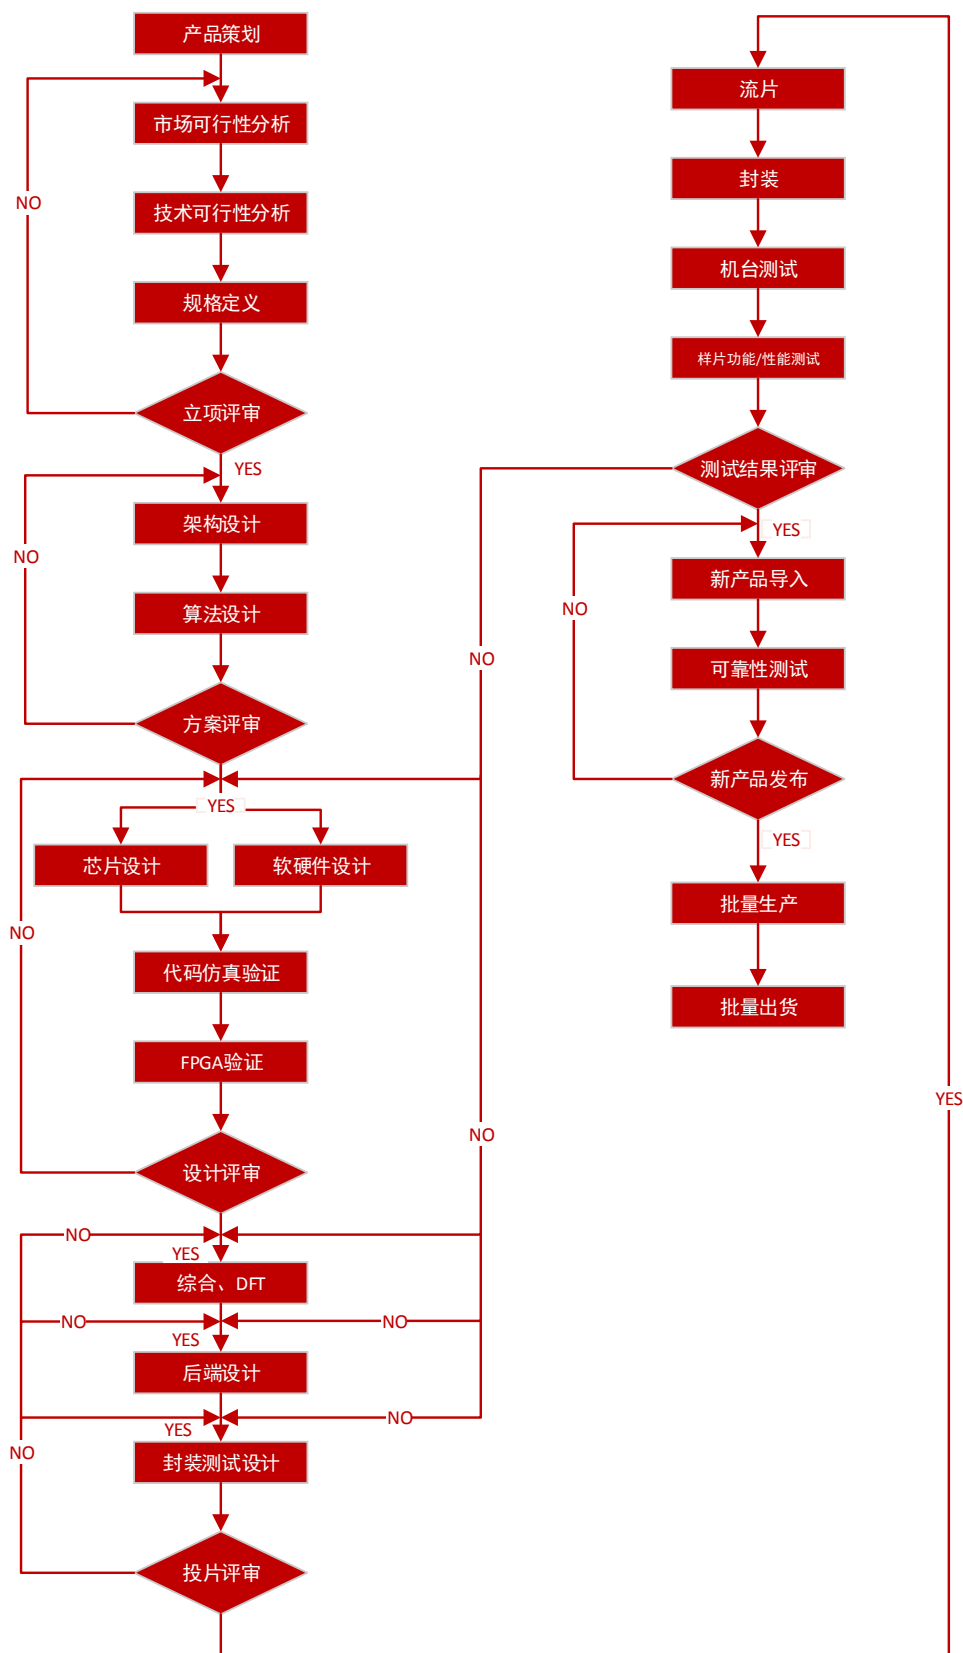 产品策划
市场可行性分析
NO
技术可行性分析
规格定义
立项评审
YES
架构设计
NO
算法设计
方案评审
YES
芯片设计
软硬件设计
NO
代码仿真验证
FPGA验证
设计评审
NO
YES
综合、DFT
NO
NO
YES
后端设计
NO
YES
NO
封装测试设计
投片评审
NO
NO
流片
封装
机台测试
样片功能/性能测试
测试结果评审
YES
新产品导入
NO
可靠性测试
新产品发布
YES
批量生产
批量出货
YES